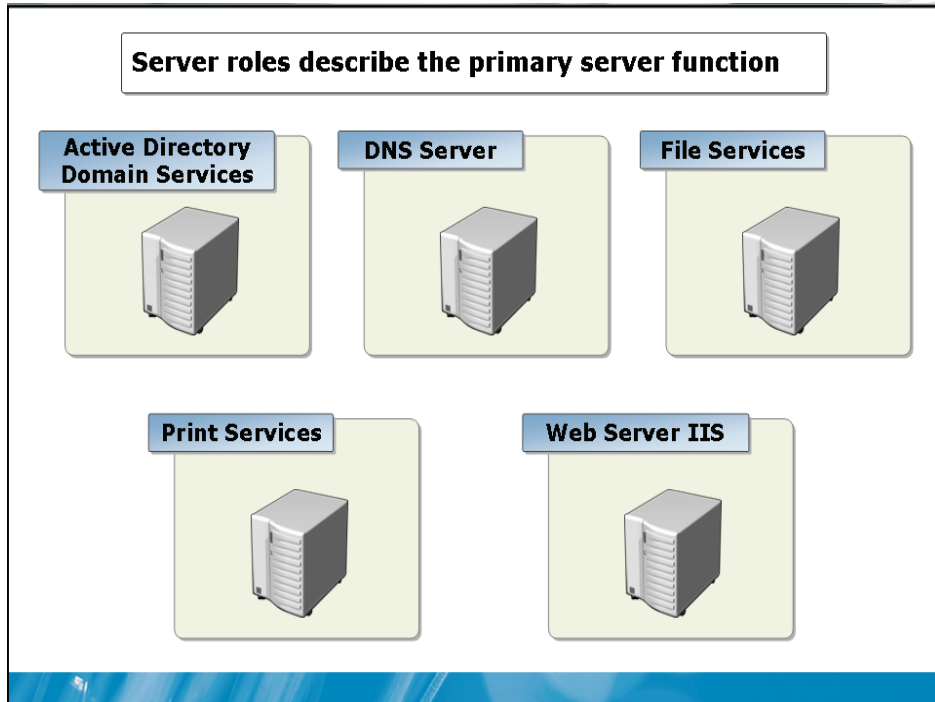 Server roles describe the primary server function
Active Directory
Domain Services
DNS Server
File Services
Print Services
Web Server IIS